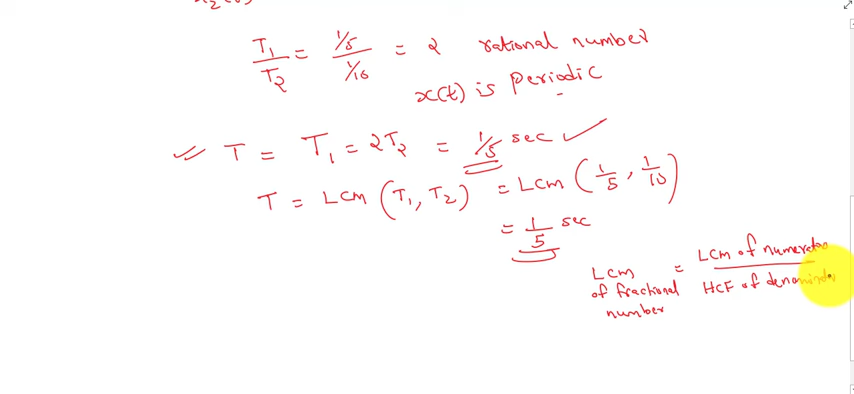 T₁/T₂ = (1/5)/(1/10) = 2 rational number
x(t) is periodic
T = T₁ = 2T₂ = 1/5 sec
T = LCM (T₁, T₂) = LCM (1/5, 1/10)
= 1/5 sec
LCM of fractional number = LCM of numerator / HCF of denominator